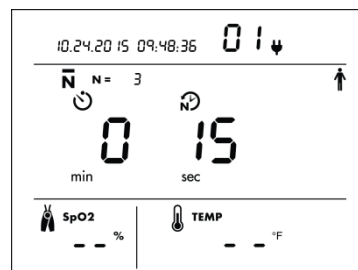 10.24.2015 09:48:36 01
N N = 3
N
0 15
min sec
SpO2 TEMP
-- % -- °F